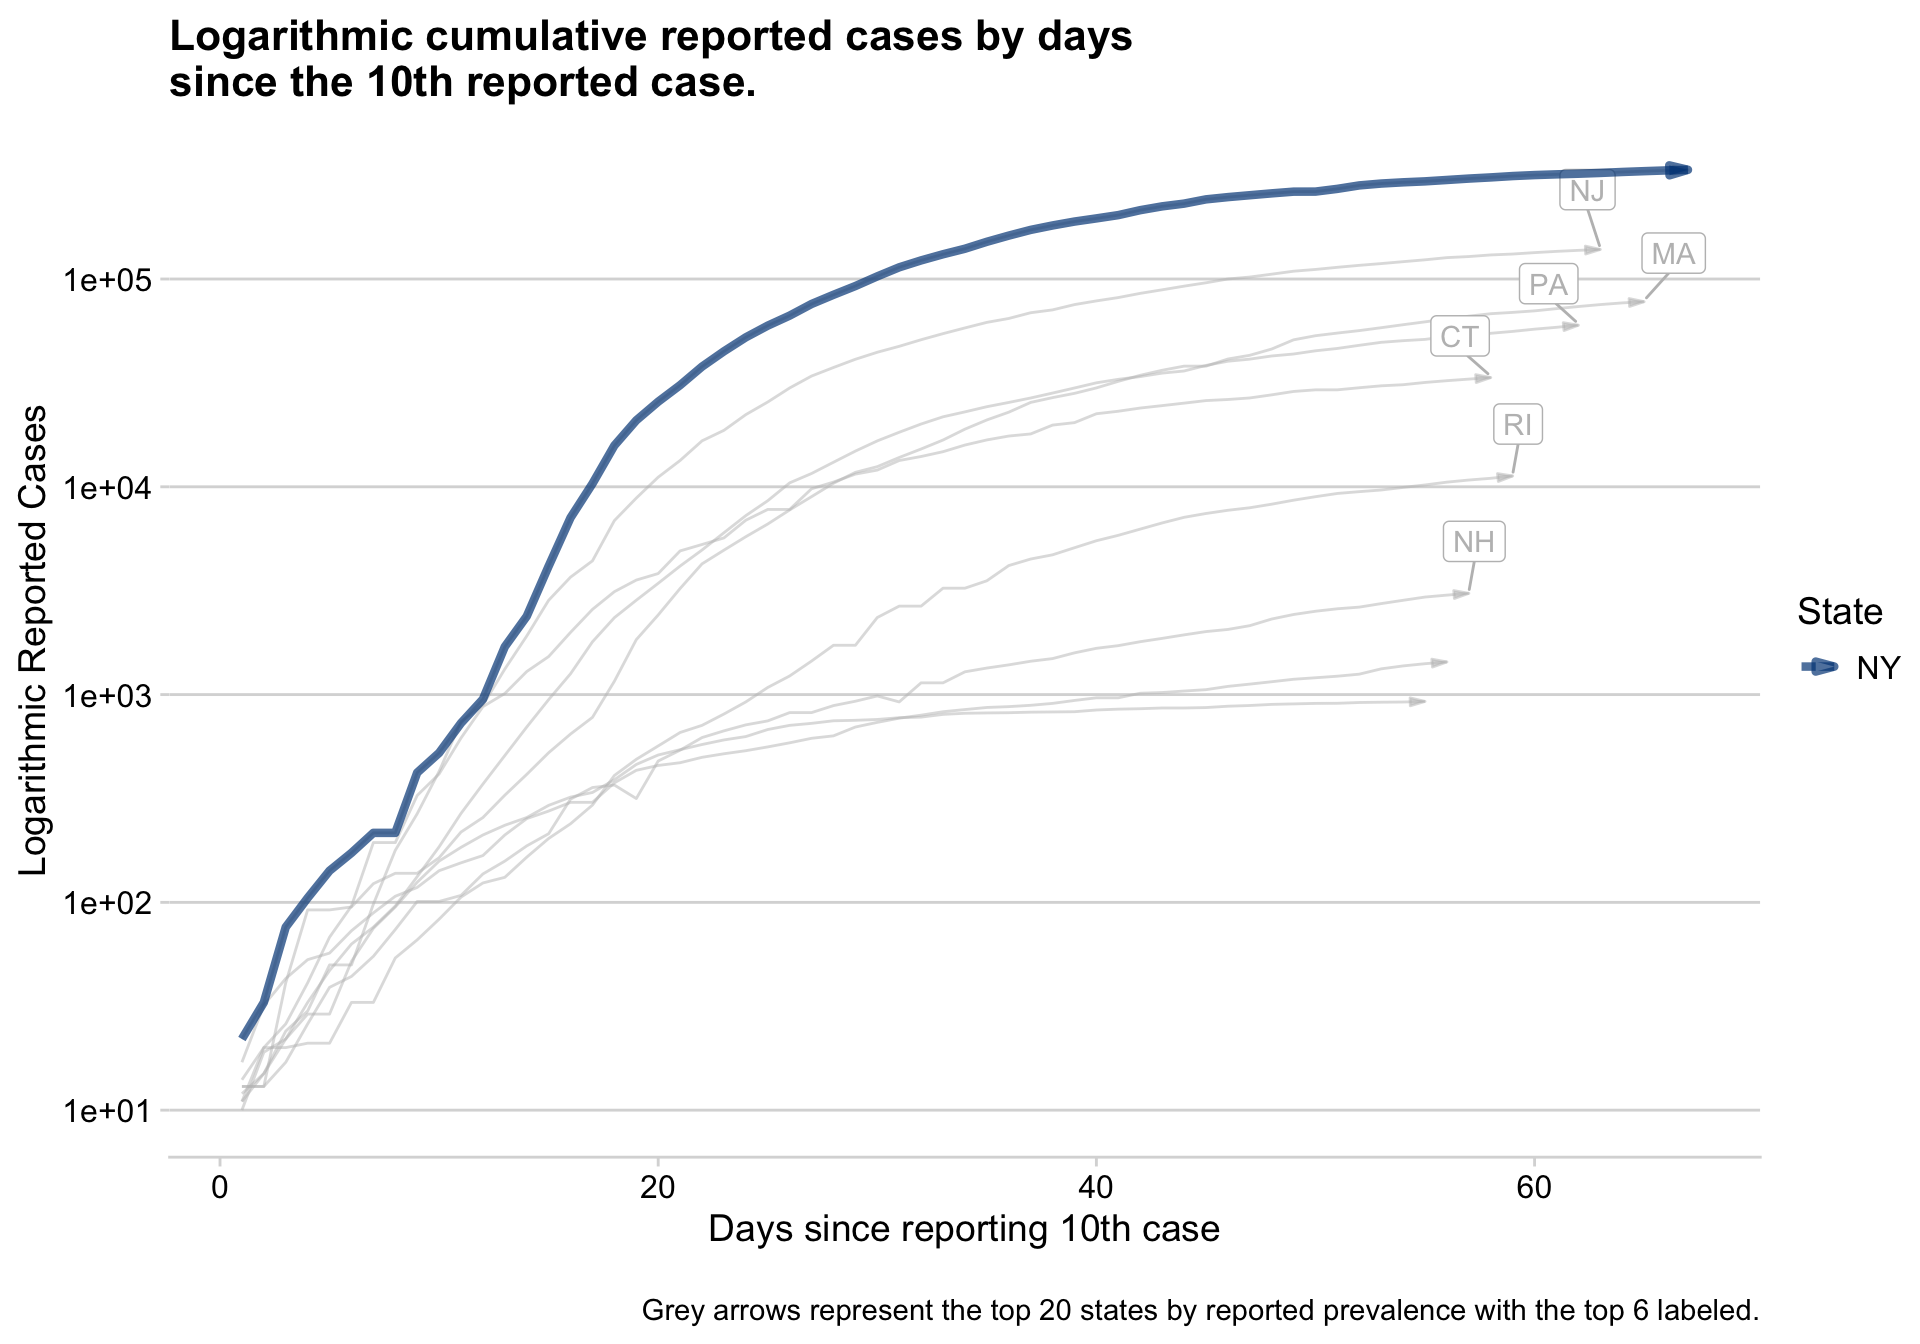 Logarithmic cumulative reported cases by days
since the 10th reported case.
Logarithmic Reported Cases
1e+05
1e+04
1e+03
1e+02
1e+01
NJ
MA
PA
CT
RI
NH
State
NY
0
20
40
60
Days since reporting 10th case
Grey arrows represent the top 20 states by reported prevalence with the top 6 labeled.